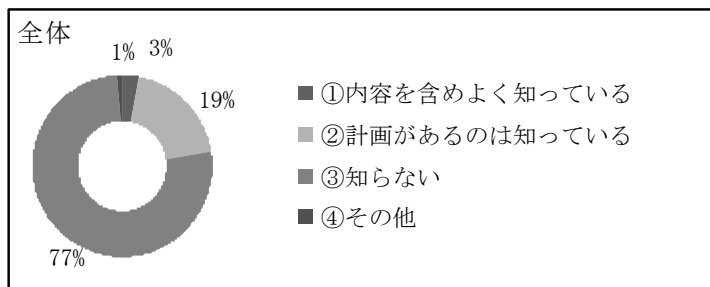 全体
1%
3%
19%
77%
①内容を含めよく知っている
②計画があるのは知っている
③知らない
④その他